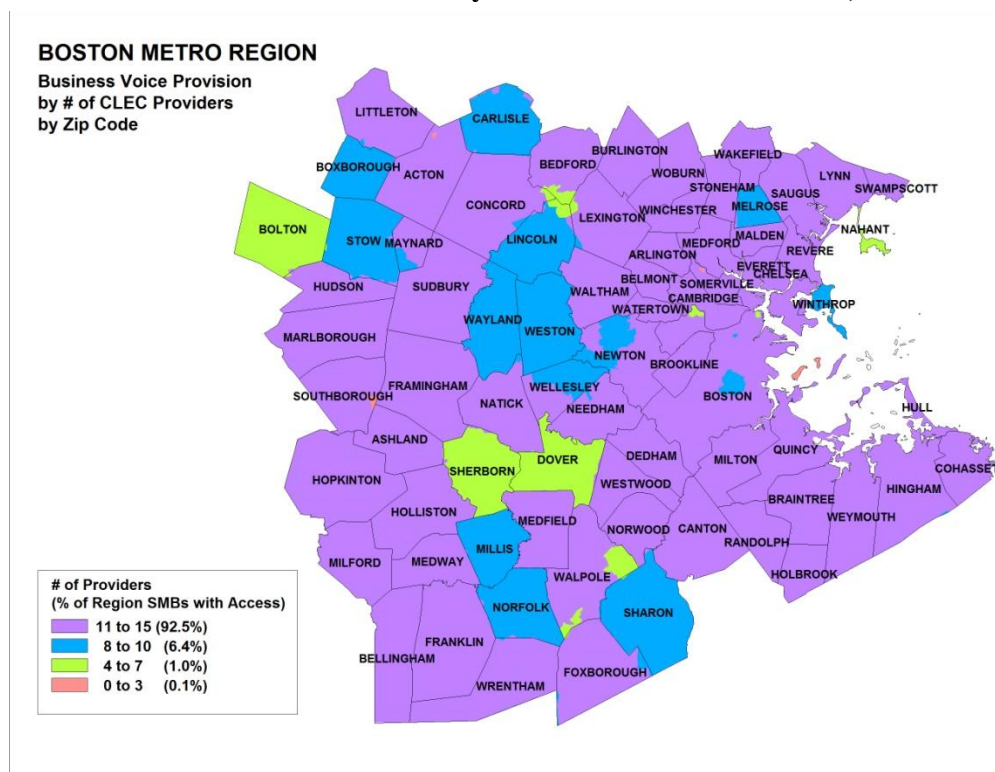 BOSTON METRO REGION
Business Voice Provision
by # of CLEC Providers
by Zip Code
LITTLETON
CARLISLE
BOXBOROUGH
ACTON
BEDFORD
BURLINGTON
WOBURN
WAKEFIELD
LYNN
SWAMPSCOTT
STONEHAM
SAUGUS
MELROSE
CONCORD
LEXINGTON
WINCHESTER
NAHANT
BOLTON
STOW
MAYNARD
LINCOLN
MEDFORD
MALDEN
REVERE
ARLINGTON
EVERETT
CHELSEA
HUDSON
SUDBURY
WALTHAM
BELMONT
SOMERVILLE
CAMBRIDGE
WINTHROP
WATERTOWN
WAYLAND
WESTON
MARLBOROUGH
NEWTON
BROOKLINE
SOUTHBOROUGH
FRAMINGHAM
NATICK
WELLESLEY
NEEDHAM
BOSTON
HULL
ASHLAND
SHERBORN
DOVER
DEDHAM
MILTON
QUINCY
COHASSET
HOPKINTON
WESTWOOD
BRAINTREE
HINGHAM
HOLLISTON
MEDFIELD
NORWOOD
CANTON
WEYMOUTH
MILFORD
MEDWAY
MILLIS
WALPOLE
RANDOLPH
HOLBROOK
NORFOLK
SHARON
FRANKLIN
BELLINGHAM
FOXBOROUGH
WRENTHAM
# of Providers
(% of Region SMBs with Access)
11 to 15 (92.5%)
8 to 10 (6.4%)
4 to 7 (1.0%)
0 to 3 (0.1%)